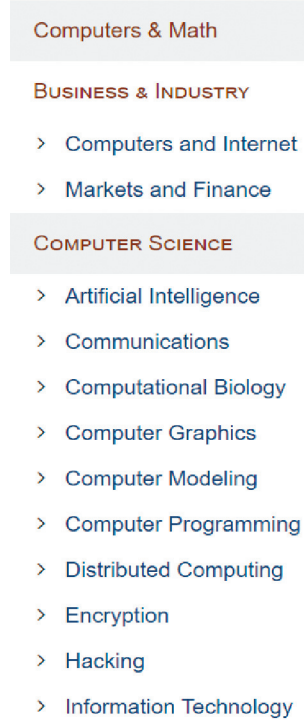 Computers & Math
BUSINESS & INDUSTRY
> Computers and Internet
> Markets and Finance
COMPUTER SCIENCE
> Artificial Intelligence
> Communications
> Computational Biology
> Computer Graphics
> Computer Modeling
> Computer Programming
> Distributed Computing
> Encryption
> Hacking
> Information Technology